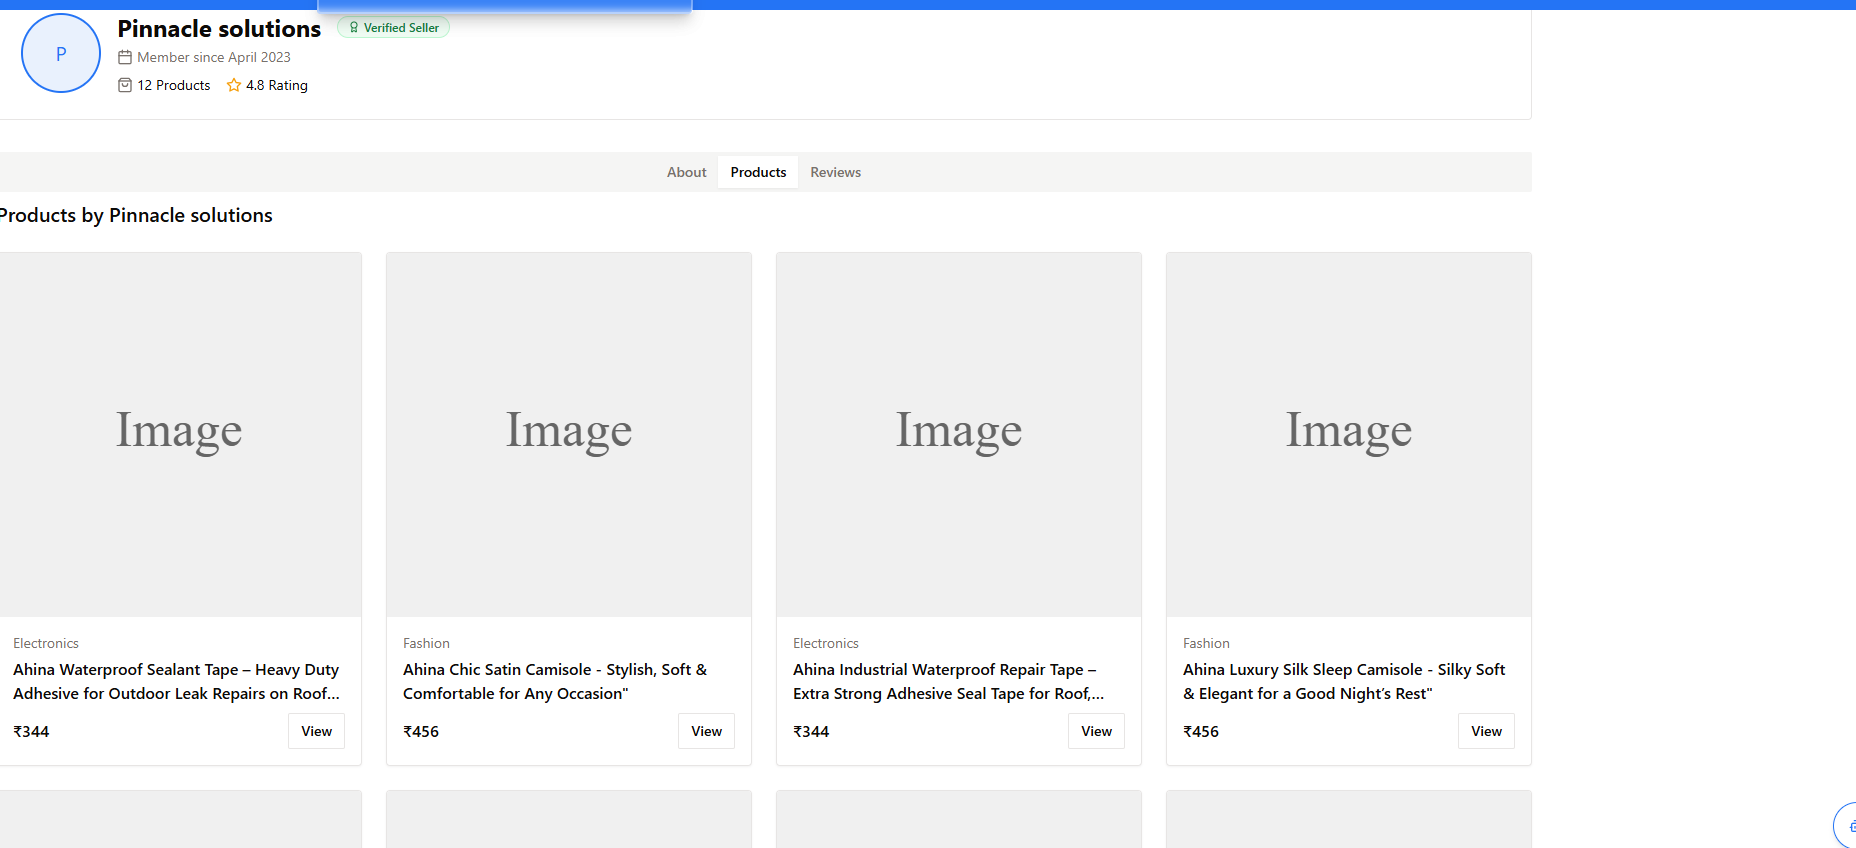 P
Pinnacle solutions
Verified Seller
Member since April 2023
12 Products
4.8 Rating
About
Products
Reviews
Products by Pinnacle solutions
Image
Image
Image
Image
Electronics
Ahina Waterproof Sealant Tape – Heavy Duty
Adhesive for Outdoor Leak Repairs on Roof...
₹344
View
Fashion
Ahina Chic Satin Camisole - Stylish, Soft &
Comfortable for Any Occasion"
₹456
View
Electronics
Ahina Industrial Waterproof Repair Tape –
Extra Strong Adhesive Seal Tape for Roof,...
₹344
View
Fashion
Ahina Luxury Silk Sleep Camisole - Silky Soft
& Elegant for a Good Night’s Rest"
₹456
View